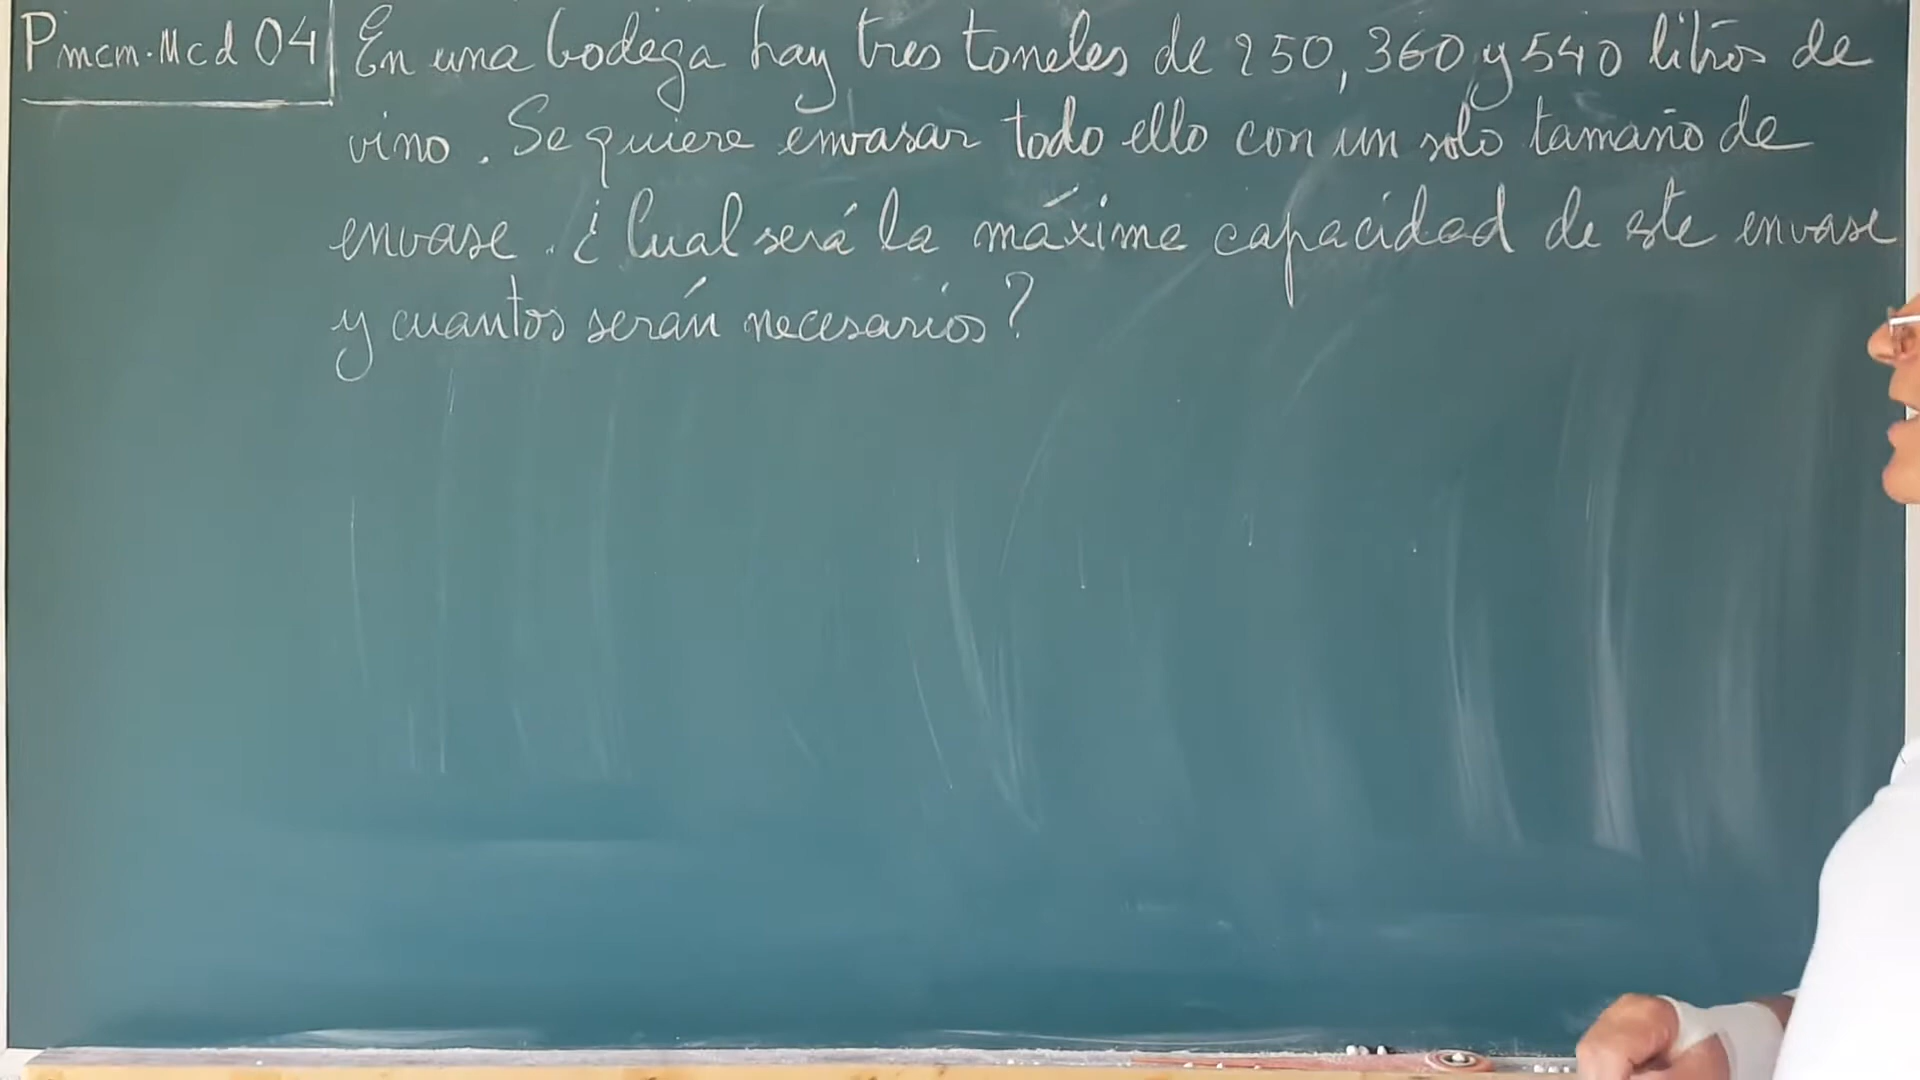 Pmcm.Mcd 04 En una bodega hay tres toneles de 250, 360 y 540 litros de
vino. Se quiere envasar todo ello con un solo tamaño de
envase. ¿Cual será la máxima capacidad de este envase
y cuantos serán necesarios?